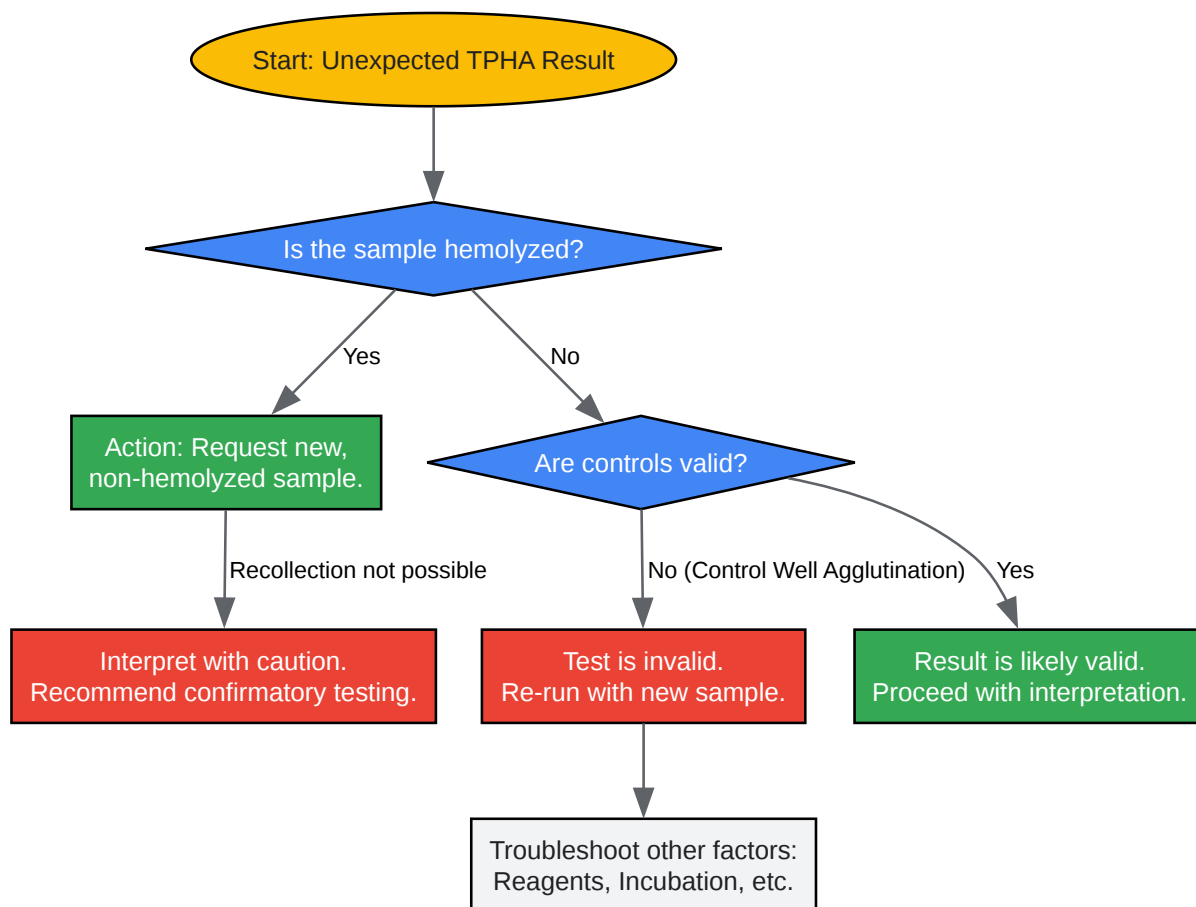 Start: Unexpected TPHA Result
Is the sample hemolyzed?
Yes
No
Action: Request new,
non-hemolyzed sample.
Are controls valid?
Recollection not possible
No (Control Well Agglutination)
Yes
Interpret with caution.
Recommend confirmatory testing.
Test is invalid.
Re-run with new sample.
Result is likely valid.
Proceed with interpretation.
Troubleshoot other factors:
Reagents, Incubation, etc.